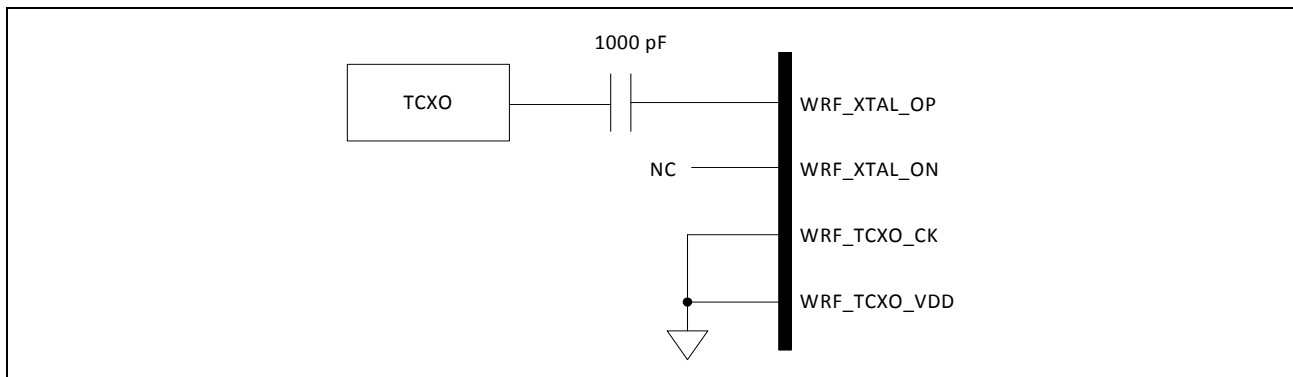 1000 pF
TCXO
WRF_XTAL_OP
NC
WRF_XTAL_ON
WRF_TCXO_CK
WRF_TCXO_VDD